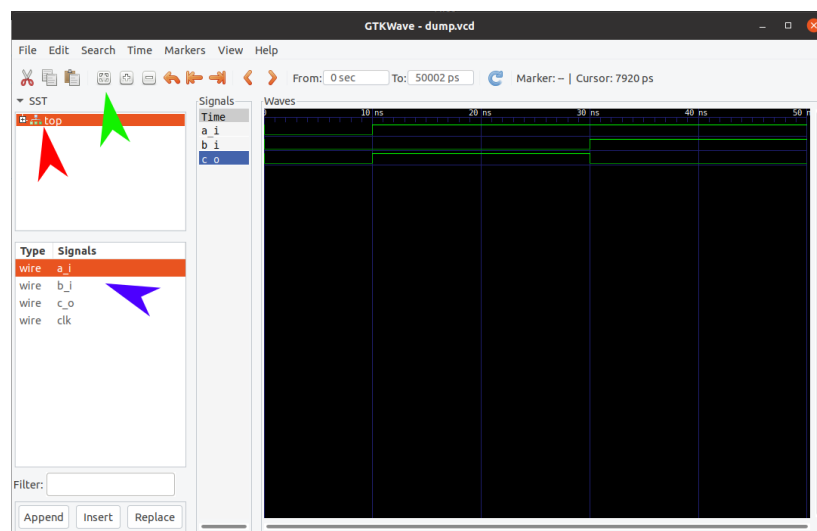 GTKWave - dump.vcd
File Edit Search Time Markers View Help
From: 0 sec To: 50002 ps Marker: -- | Cursor: 7920 ps
SST
top
Type Signals
wire a_i
wire b_i
wire c_o
wire clk
Filter:
Append Insert Replace
Signals
Time
a_i
b_i
c_o
Waves
10 ns 20 ns 30 ns 40 ns 50